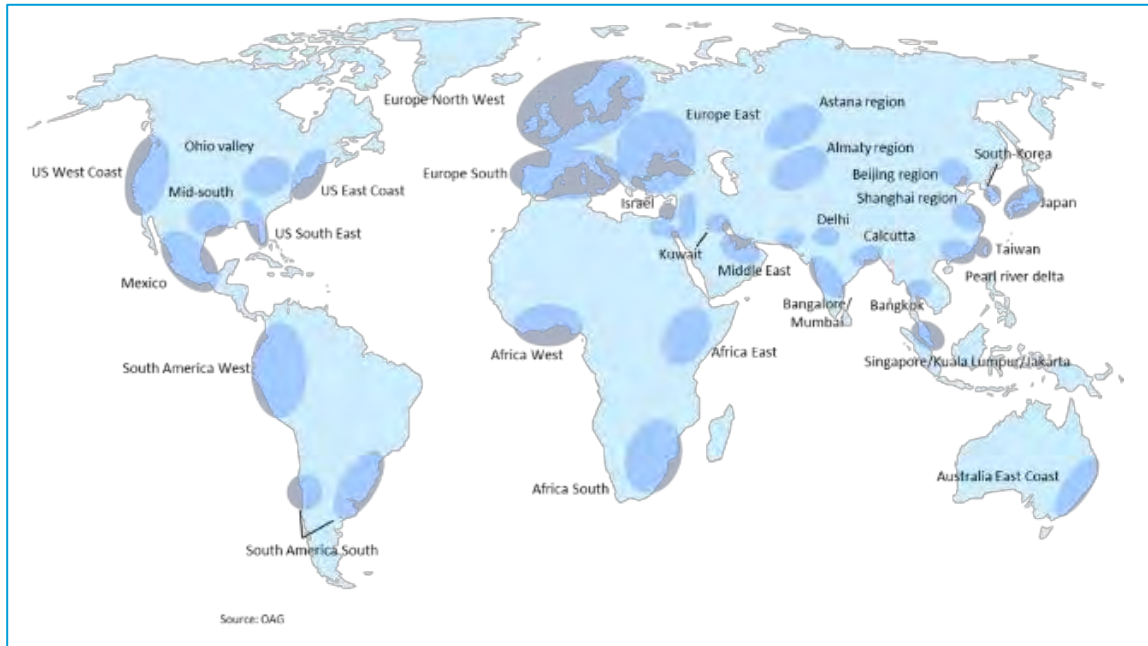 Europe North West
Astana region
Europe East
Ohio valley
Almaty region
South-Korea
US West Coast
Europe South
Beijing region
Mid-south
US East Coast
Israel
Shanghai region
Japan
Delhi
US South East
Calcutta
Kuwait
Taiwan
Middle East
Mexico
Pearl river delta
Bangalore/
Mumbai
Bangkok
Africa West
Africa East
South America West
Singapore/Kuala Lumpur/Jakarta
Africa South
Australia East Coast
South America South
Source: OAG